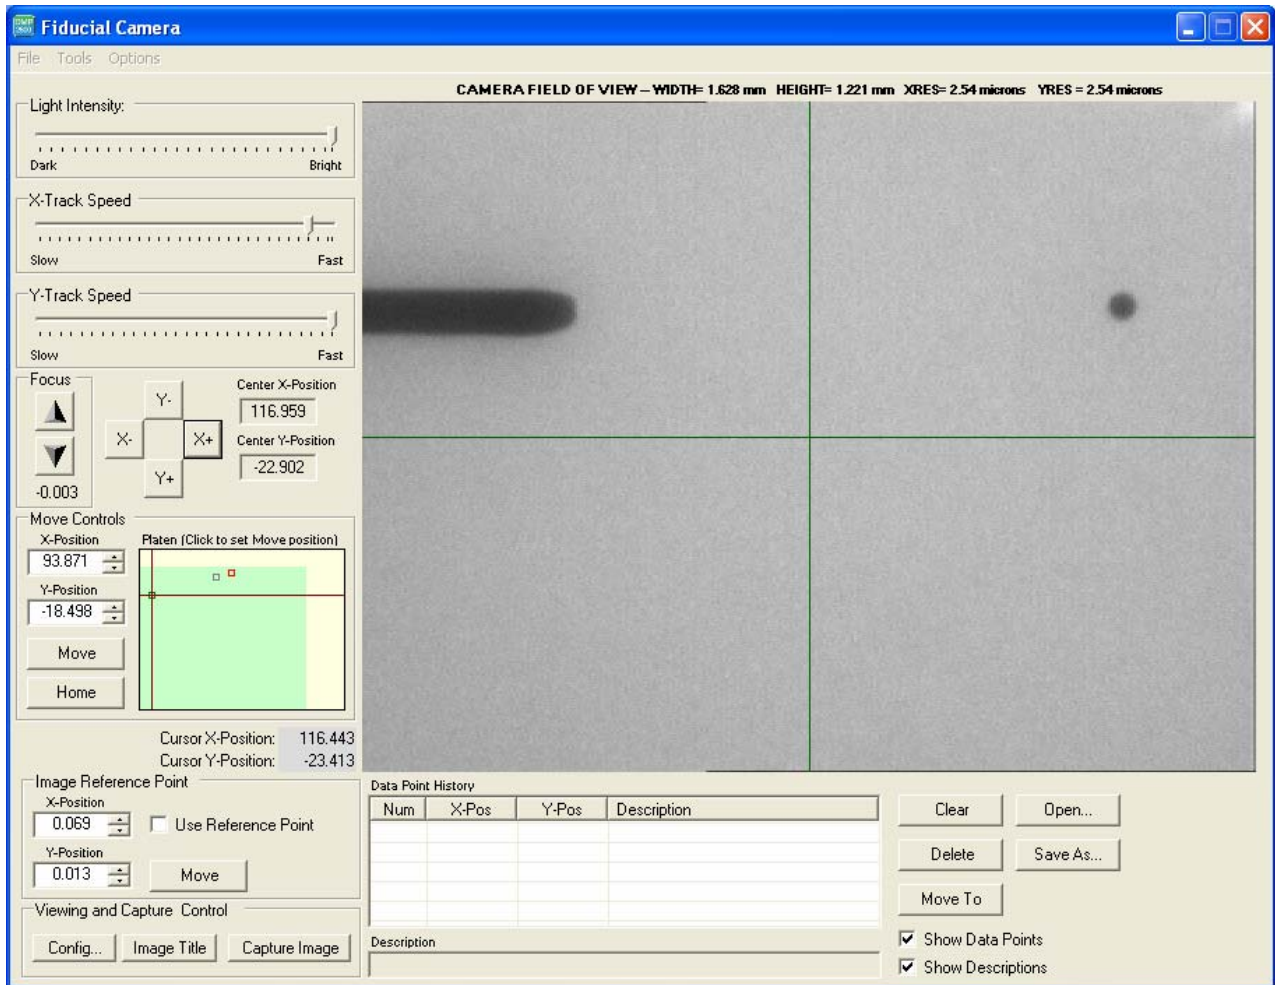 DMP
2800
Fiducial Camera
File Tools Options
CAMERA FIELD OF VIEW -- WIDTH= 1.628 mm HEIGHT= 1.221 mm XRES= 2.54 microns YRES = 2.54 microns
Light Intensity:
Dark Bright
X-Track Speed
Slow Fast
Y-Track Speed
Slow Fast
Focus
-0.003
Y-
X-
X+
Y+
Center X-Position
116.959
Center Y-Position
-22.902
Move Controls
X-Position
93.871
Y-Position
-18.498
Move
Home
Platen (Click to set Move position)
Cursor X-Position: 116.443
Cursor Y-Position: -23.413
Image Reference Point
X-Position
0.069
Use Reference Point
Y-Position
0.013
Move
Viewing and Capture Control
Config... Image Title Capture Image
Data Point History
Num X-Pos Y-Pos Description
Description
Clear Open...
Delete Save As...
Move To
Show Data Points
Show Descriptions